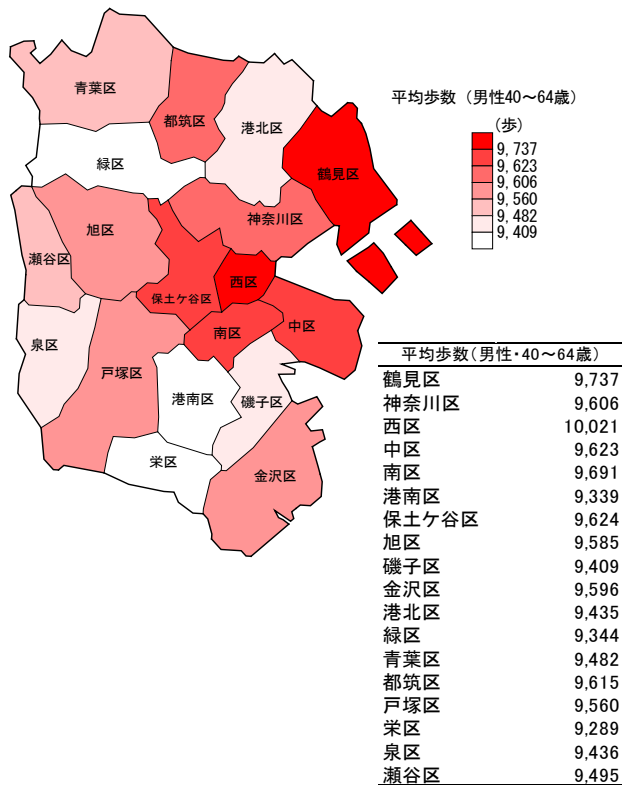 青葉区
都筑区
港北区
緑区
鶴見区
神奈川区
旭区
瀬谷区
保土ケ谷区
西区
泉区
戸塚区
南区
中区
港南区
磯子区
栄区
金沢区
平均歩数 (男性40～64歳)
(歩)
9,737
9,623
9,606
9,560
9,482
9,409
平均歩数(男性・40～64歳)
鶴見区 9,737
神奈川区 9,606
西区 10,021
中区 9,623
南区 9,691
港南区 9,339
保土ケ谷区 9,624
旭区 9,585
磯子区 9,409
金沢区 9,596
港北区 9,435
緑区 9,344
青葉区 9,482
都筑区 9,615
戸塚区 9,560
栄区 9,289
泉区 9,436
瀬谷区 9,495